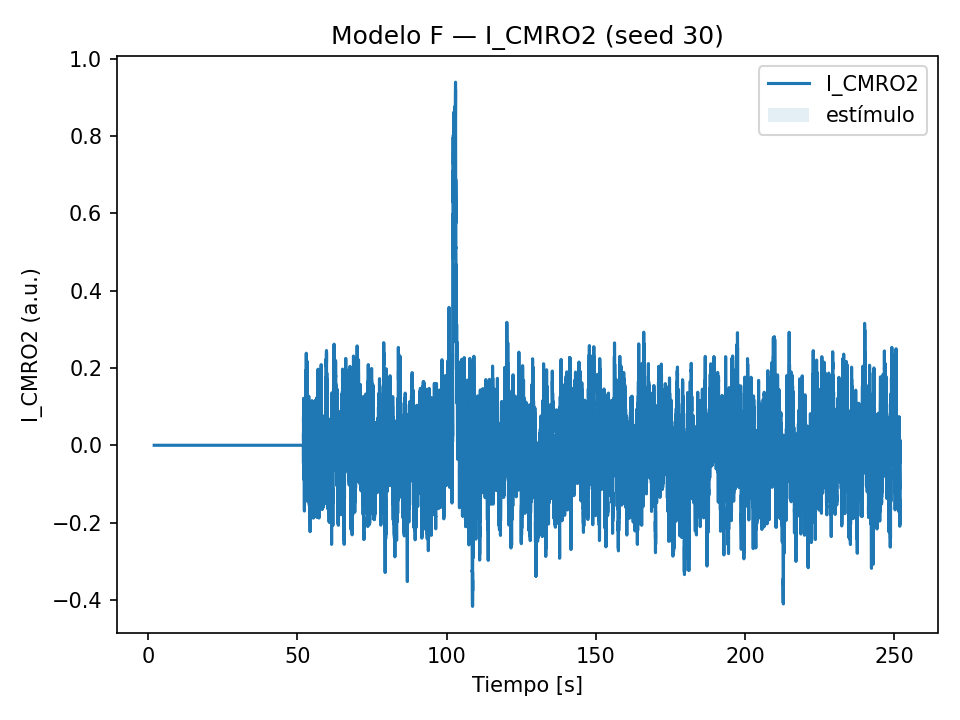 Modelo F — I_CMRO2 (seed 30)
I_CMRO2
estímulo
1.0
0.8
0.6
0.4
0.2
0.0
−0.2
−0.4
I_CMRO2 (a.u.)
0 50 100 150 200 250
Tiempo [s]